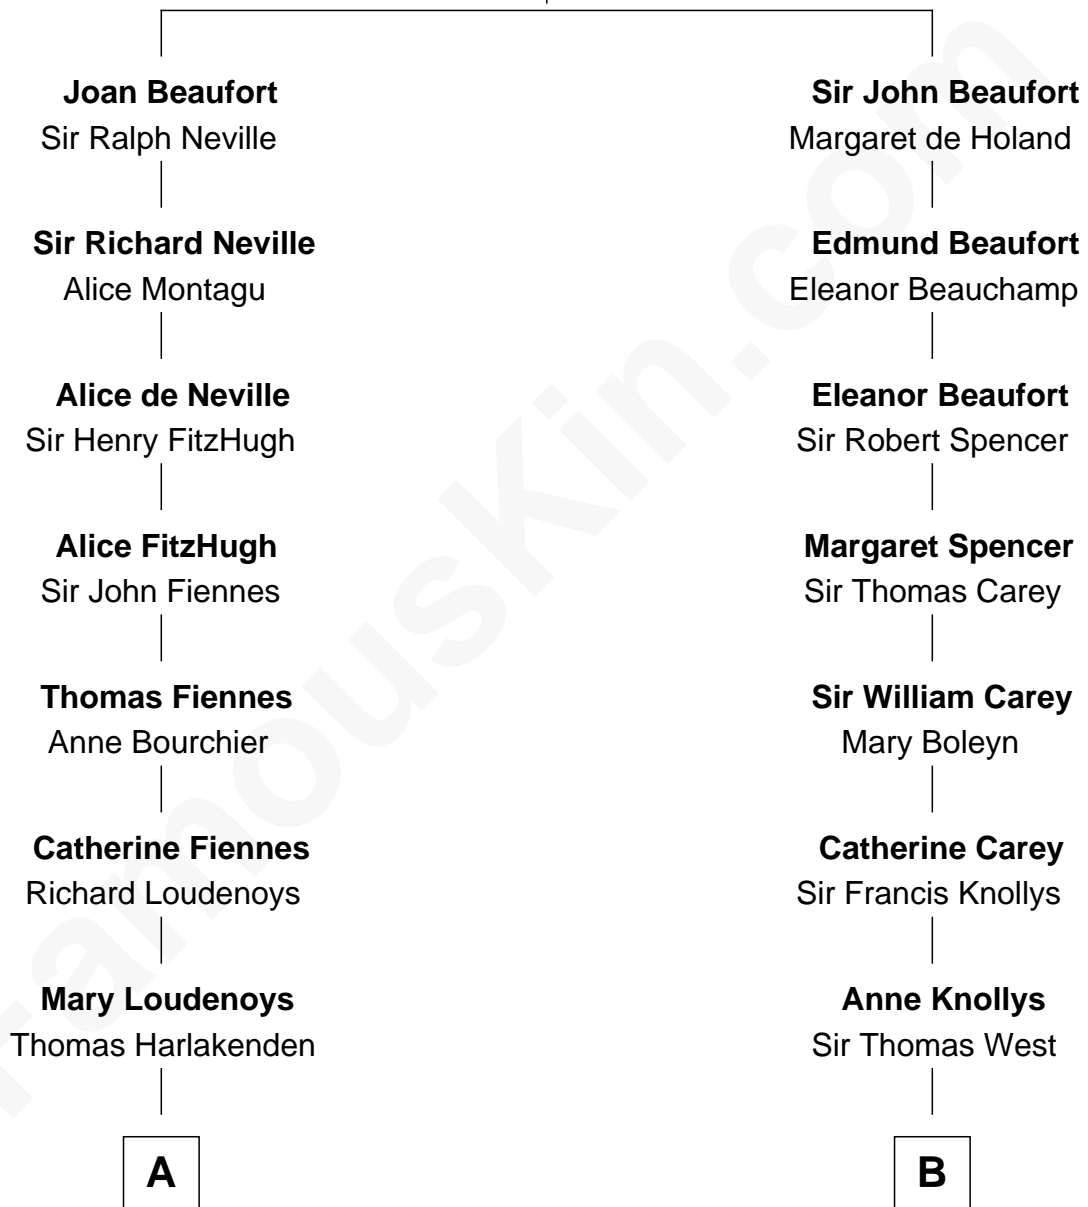 Joan Beaufort
Sir Ralph Neville
Sir John Beaufort
Margaret de Holand
Sir Richard Neville
Alice Montagu
Edmund Beaufort
Eleanor Beauchamp
Alice de Neville
Sir Henry FitzHugh
Eleanor Beaufort
Sir Robert Spencer
Alice FitzHugh
Sir John Fiennes
Margaret Spencer
Sir Thomas Carey
Thomas Fiennes
Anne Bourchier
Sir William Carey
Mary Boleyn
Catherine Fiennes
Richard Loudenoys
Catherine Carey
Sir Francis Knollys
Mary Loudenoys
Thomas Harlakenden
Anne Knollys
Sir Thomas West
A
B
FamousKin.com